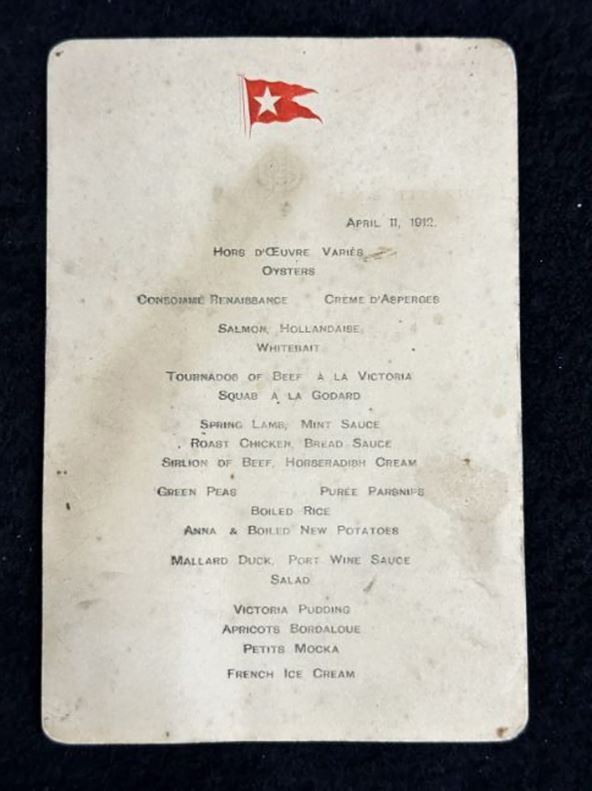 April 11, 1912.
Hors d'Œuvre Variés
Oysters
Consommé Renaissance Crème d'Asperges
Salmon, Hollandaise
Whitebait
Tournados of Beef à la Victoria
Squab à la Godard
Spring Lamb, Mint Sauce
Roast Chicken, Bread Sauce
Sirlion of Beef, Horseradish Cream
Green Peas Purée Parsnips
Boiled Rice
Anna & Boiled New Potatoes
Mallard Duck, Port Wine Sauce
Salad
Victoria Pudding
Apricots Bordaloue
Petits Moka
French Ice Cream